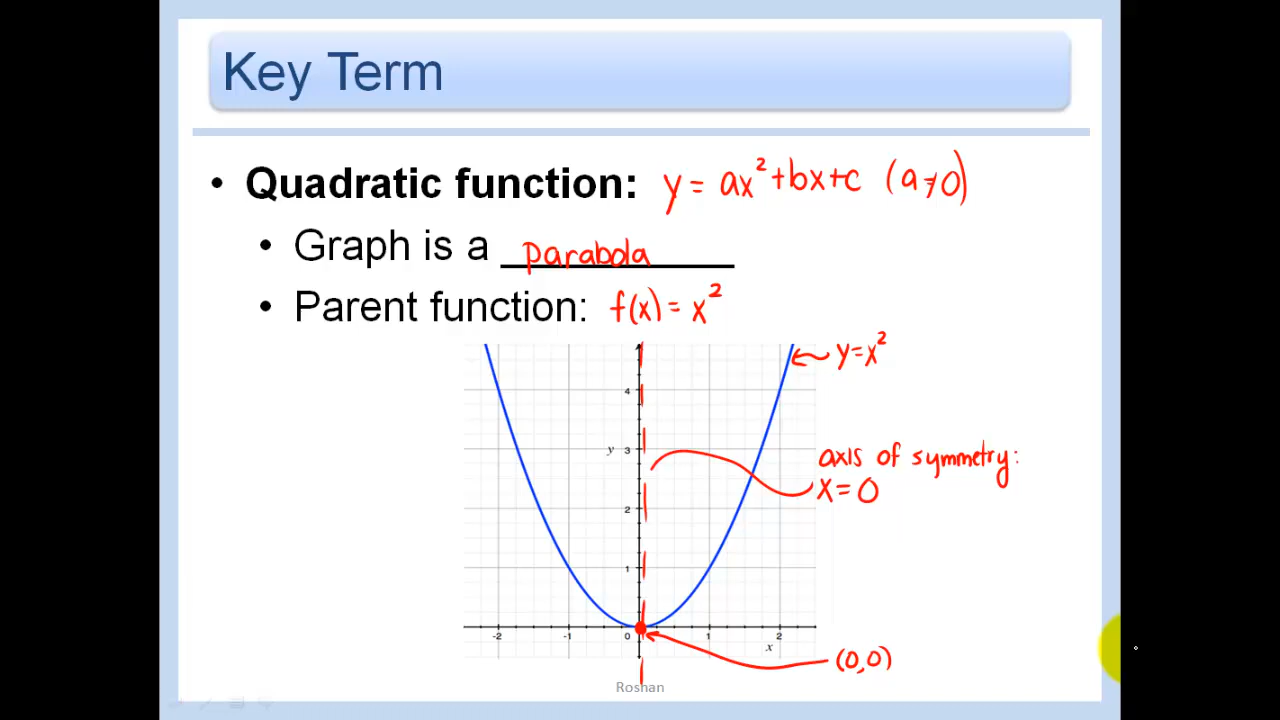 Key Term
• Quadratic function: y = ax²+bx+c (a≠0)
• Graph is a parabola
• Parent function: f(x) = x²
y=x²
4
y 3
axis of symmetry:
x=0
2
1
-2 -1 0 1 2
x
(0,0)
Roshan